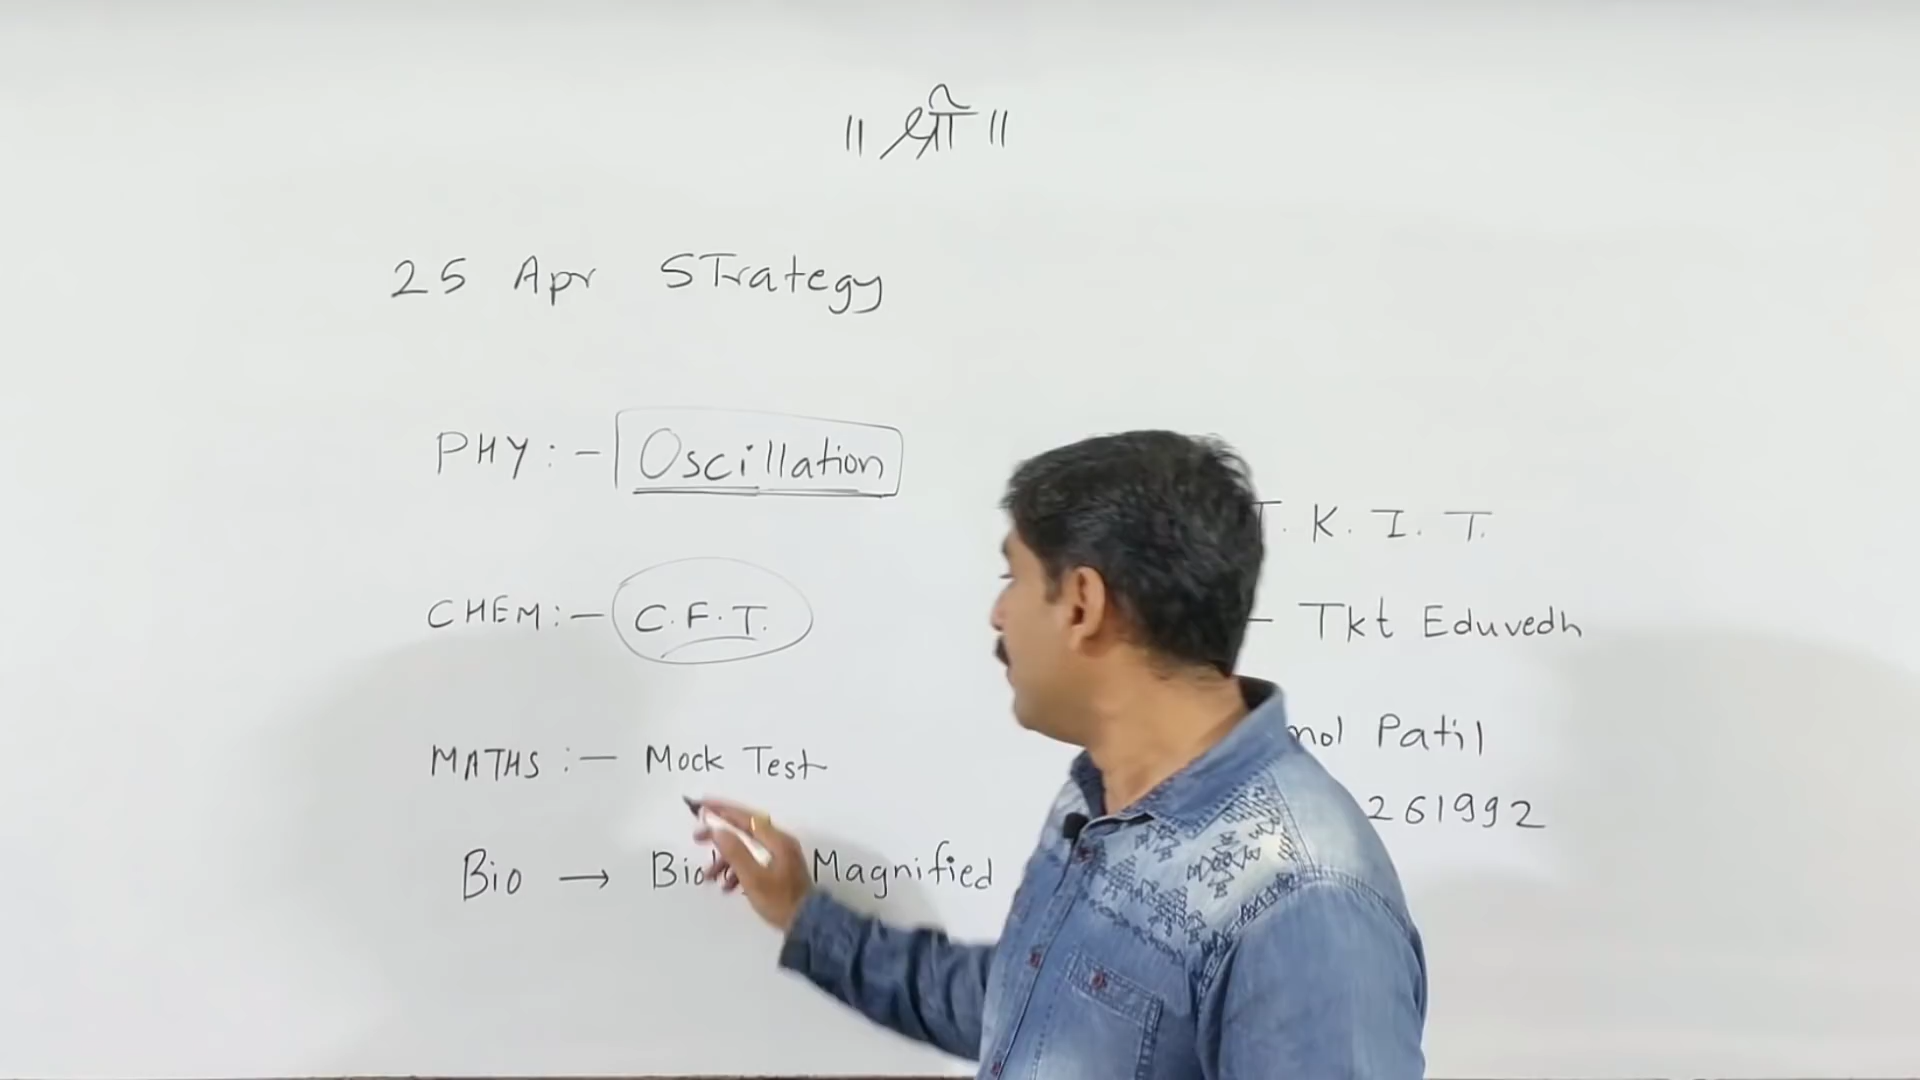 ॥ श्री ॥
25 Apr Strategy
PHY :- Oscillation
CHEM :- C.F.T.
MATHS :- Mock Test
Bio → Magnified
T. K. I. T.
- Tkt Eduvedh
Patil
261992